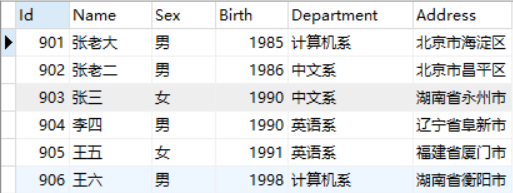 Id Name Sex Birth Department Address
901 张老大 男 1985 计算机系 北京市海淀区
902 张老二 男 1986 中文系 北京市昌平区
903 张三 女 1990 中文系 湖南省永州市
904 李四 男 1990 英语系 辽宁省阜新市
905 王五 女 1991 英语系 福建省厦门市
906 王六 男 1998 计算机系 湖南省衡阳市